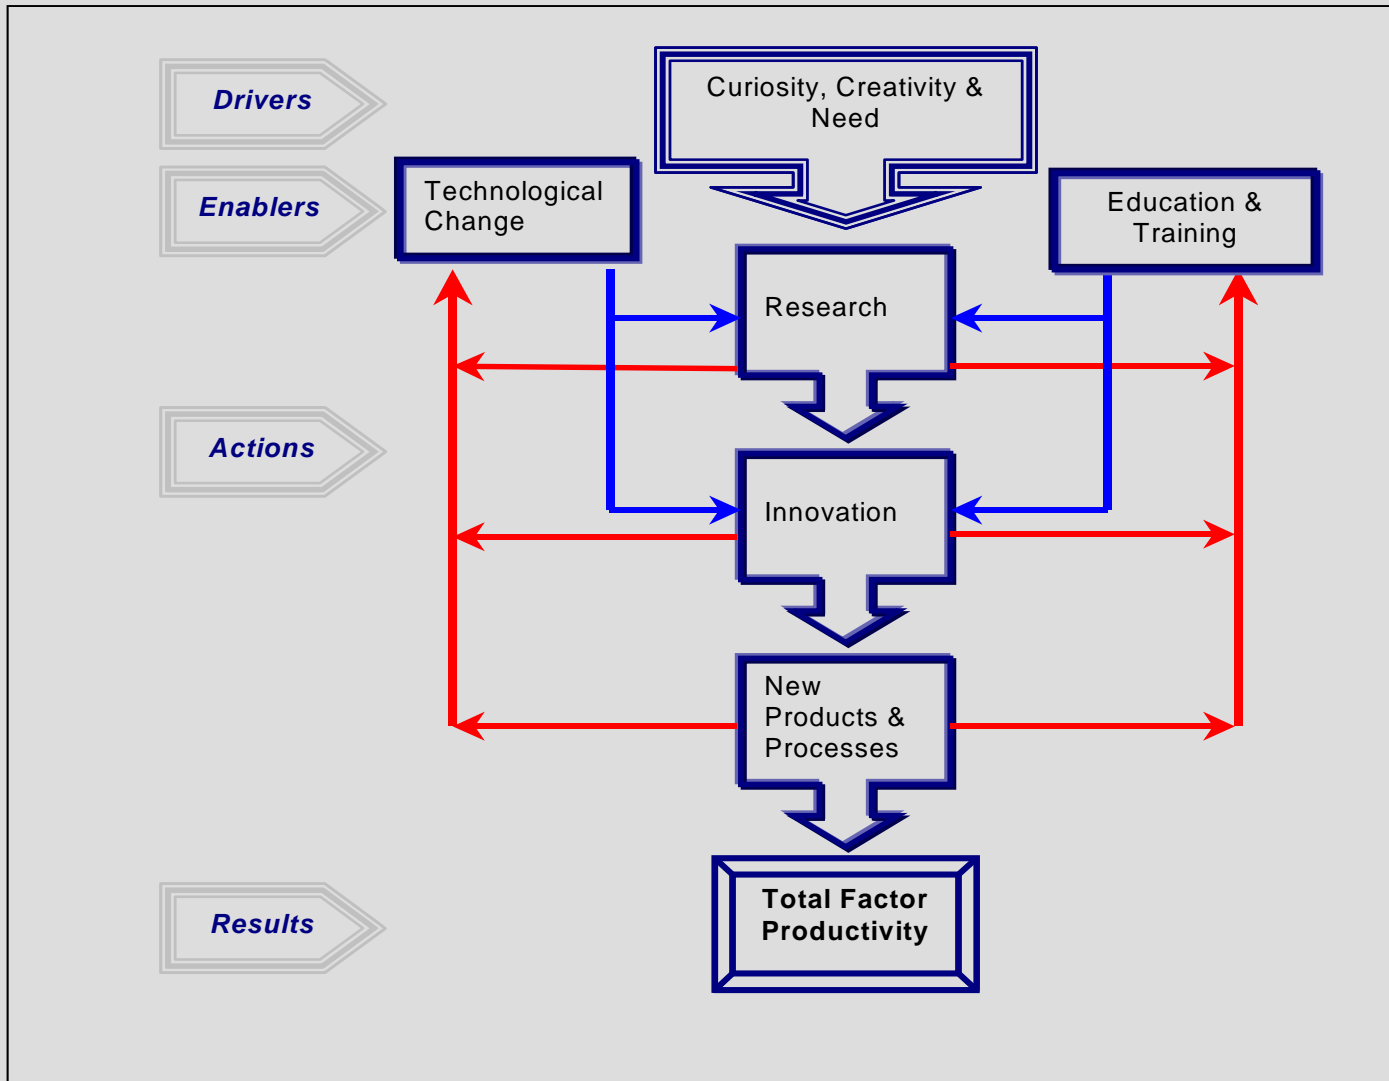 Drivers
Curiosity, Creativity &
Need
Enablers
Technological
Change
Education &
Training
Research
Actions
Innovation
New
Products &
Processes
Results
Total Factor
Productivity